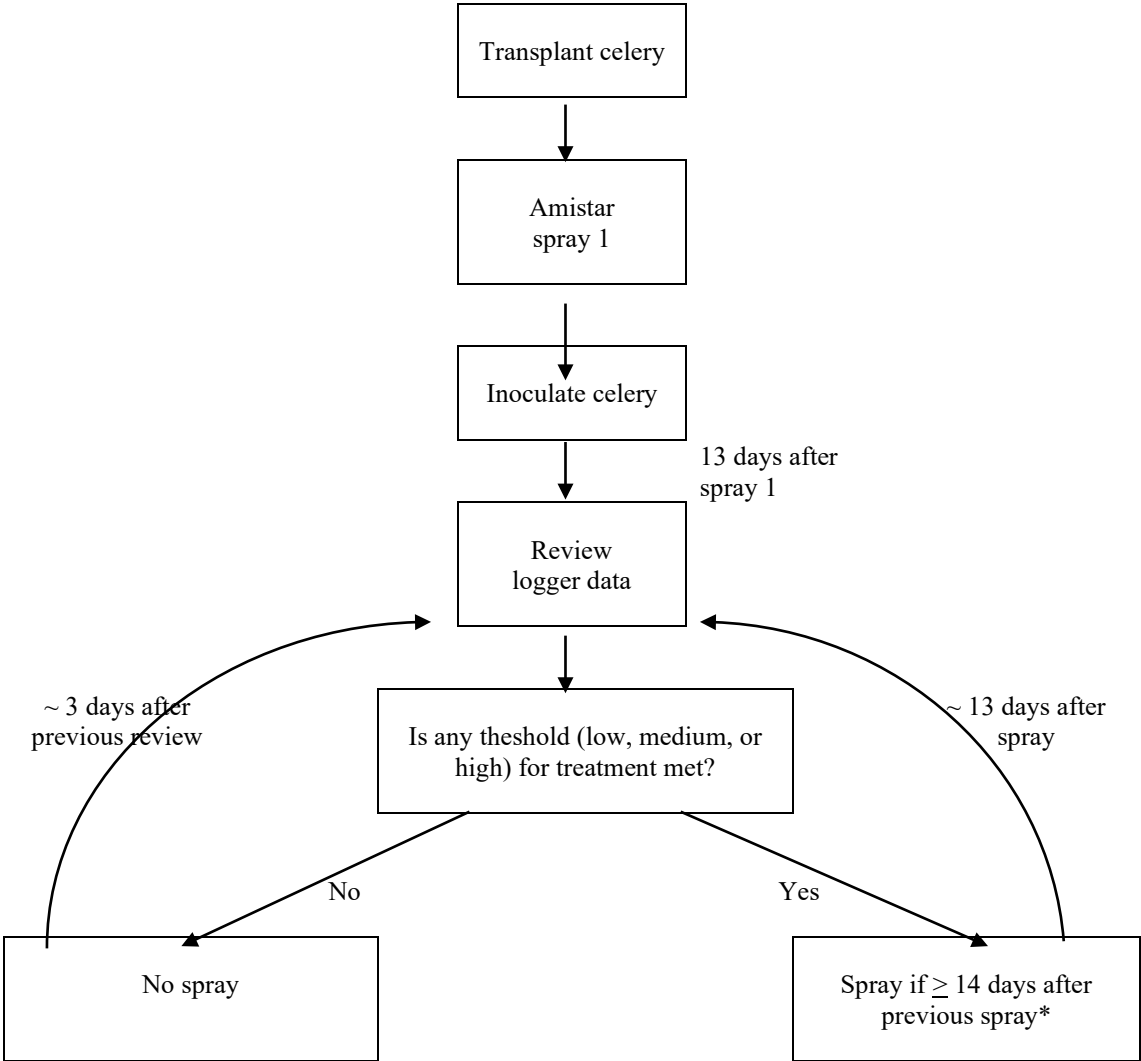 Transplant celery
Amistar
spray 1
Inoculate celery
13 days after
spray 1
Review
logger data
~ 3 days after
previous review
~ 13 days after
spray
Is any theshold (low, medium, or
high) for treatment met?
No
Yes
No spray
Spray if ≥ 14 days after
previous spray*